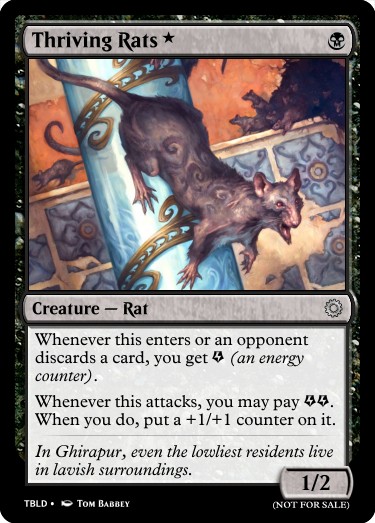 Thriving Rats ★
Creature — Rat
Whenever this enters or an opponent
discards a card, you get (an energy
counter).
Whenever this attacks, you may pay .
When you do, put a +1/+1 counter on it.
In Ghirapur, even the lowliest residents live
in lavish surroundings.
1/2
TBLD • Tom Babbey
(NOT FOR SALE)